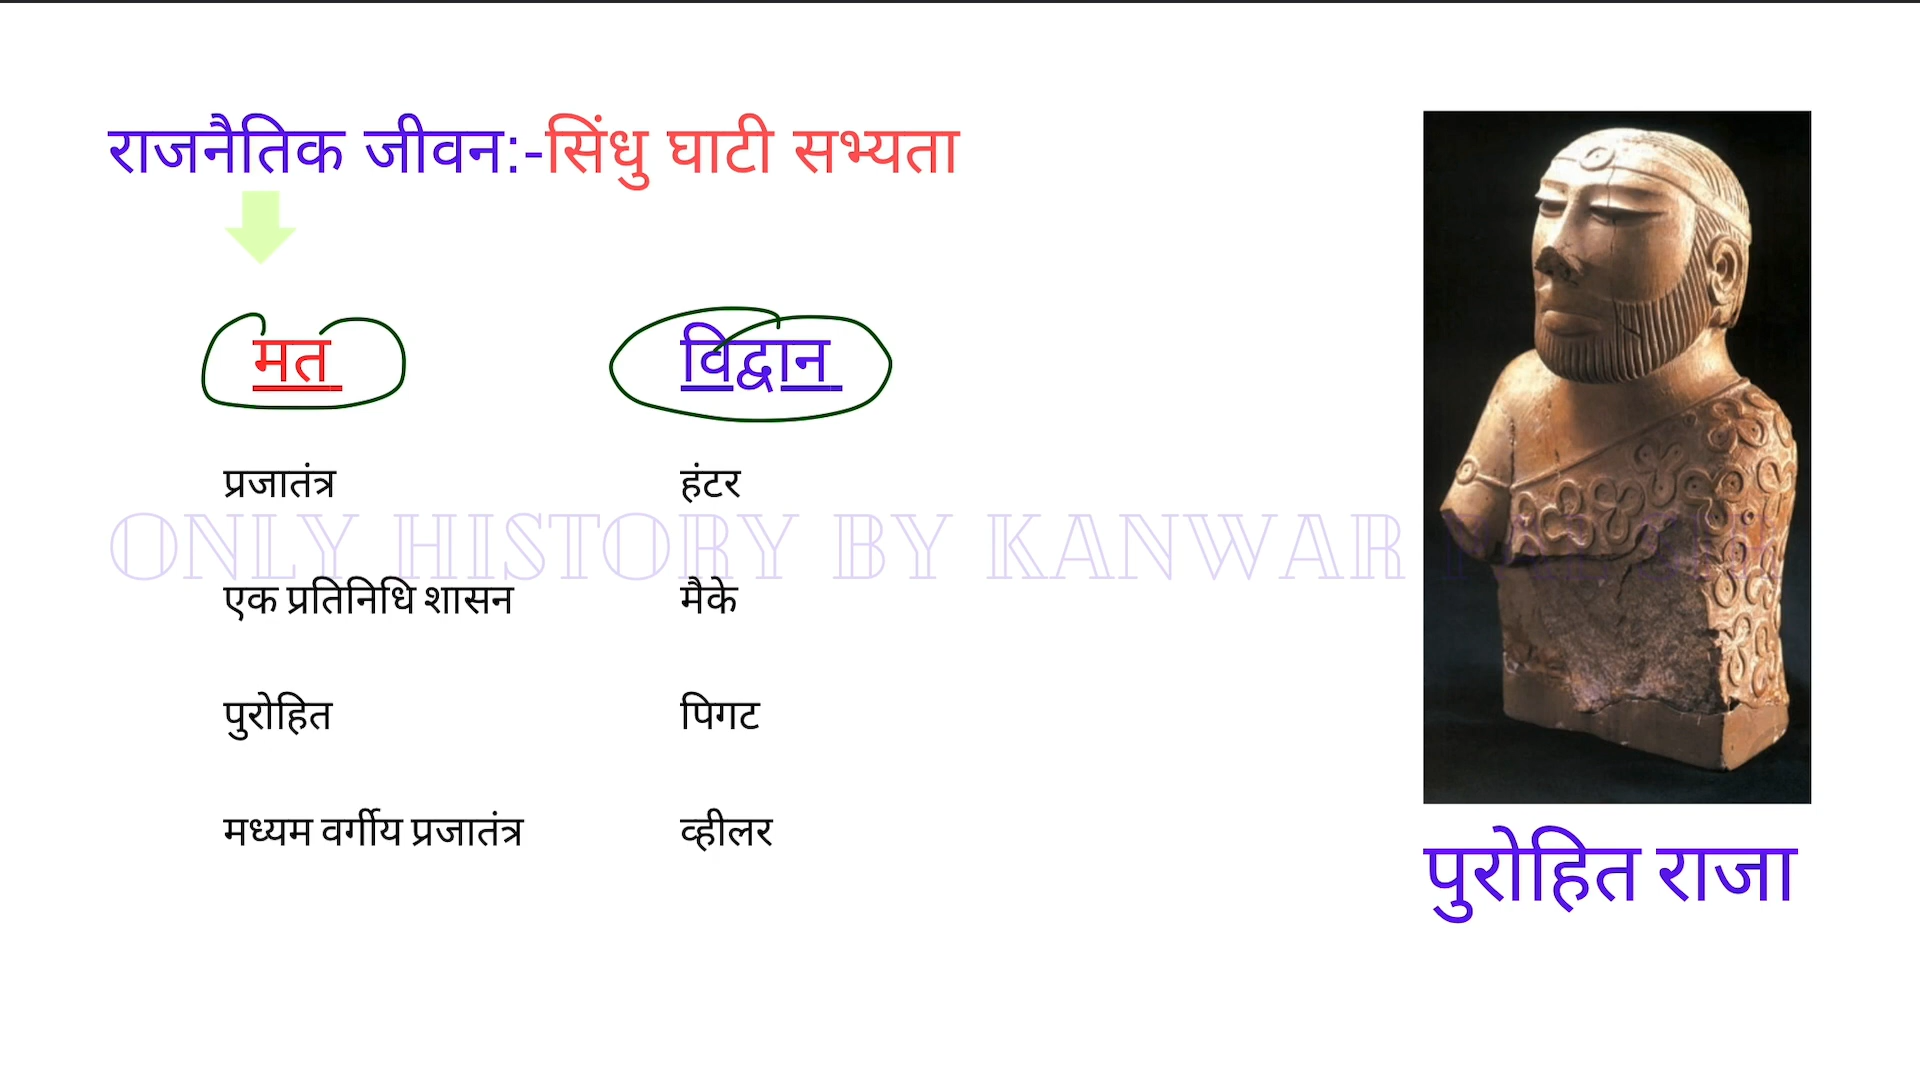 राजनैतिक जीवन:-सिंधु घाटी सभ्यता
मत विद्वान
प्रजातंत्र हंटर
ONLY HISTORY BY KANWAR
एक प्रतिनिधि शासन मैके
पुरोहित पिगट
मध्यम वर्गीय प्रजातंत्र व्हीलर
पुरोहित राजा